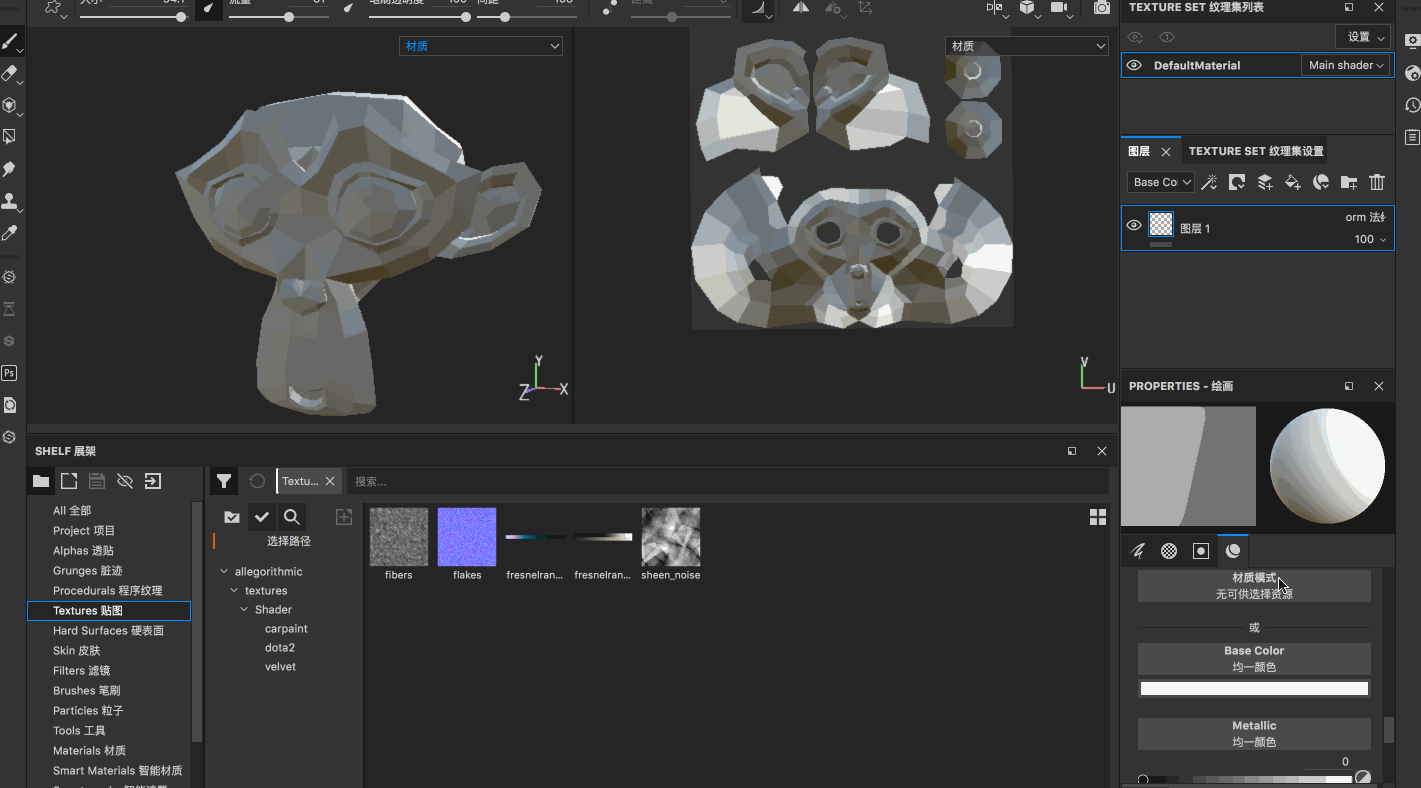 TEXTURE SET 纹理集列表
设置
DefaultMaterial
Main shader
材质
材质
图层
TEXTURE SET 纹理集设置
Base Co
图层 1
100
Y
Z
X
V
U
PROPERTIES - 绘画
SHELF 展架
Textu...
搜索...
All 全部
Project 项目
Alphas 透贴
Grunges 脏迹
Procedurals 程序纹理
Textures 贴图
Hard Surfaces 硬表面
Skin 皮肤
Filters 滤镜
Brushes 笔刷
Particles 粒子
Tools 工具
Materials 材质
Smart Materials 智能材质
选择路径
allegorithmic
textures
Shader
carpaint
dota2
velvet
fibers
flakes
fresnelran...
fresnelran...
sheen_noise
Ps
材质模式
无可供选择资源
或
Base Color
均一颜色
Metallic
均一颜色
0